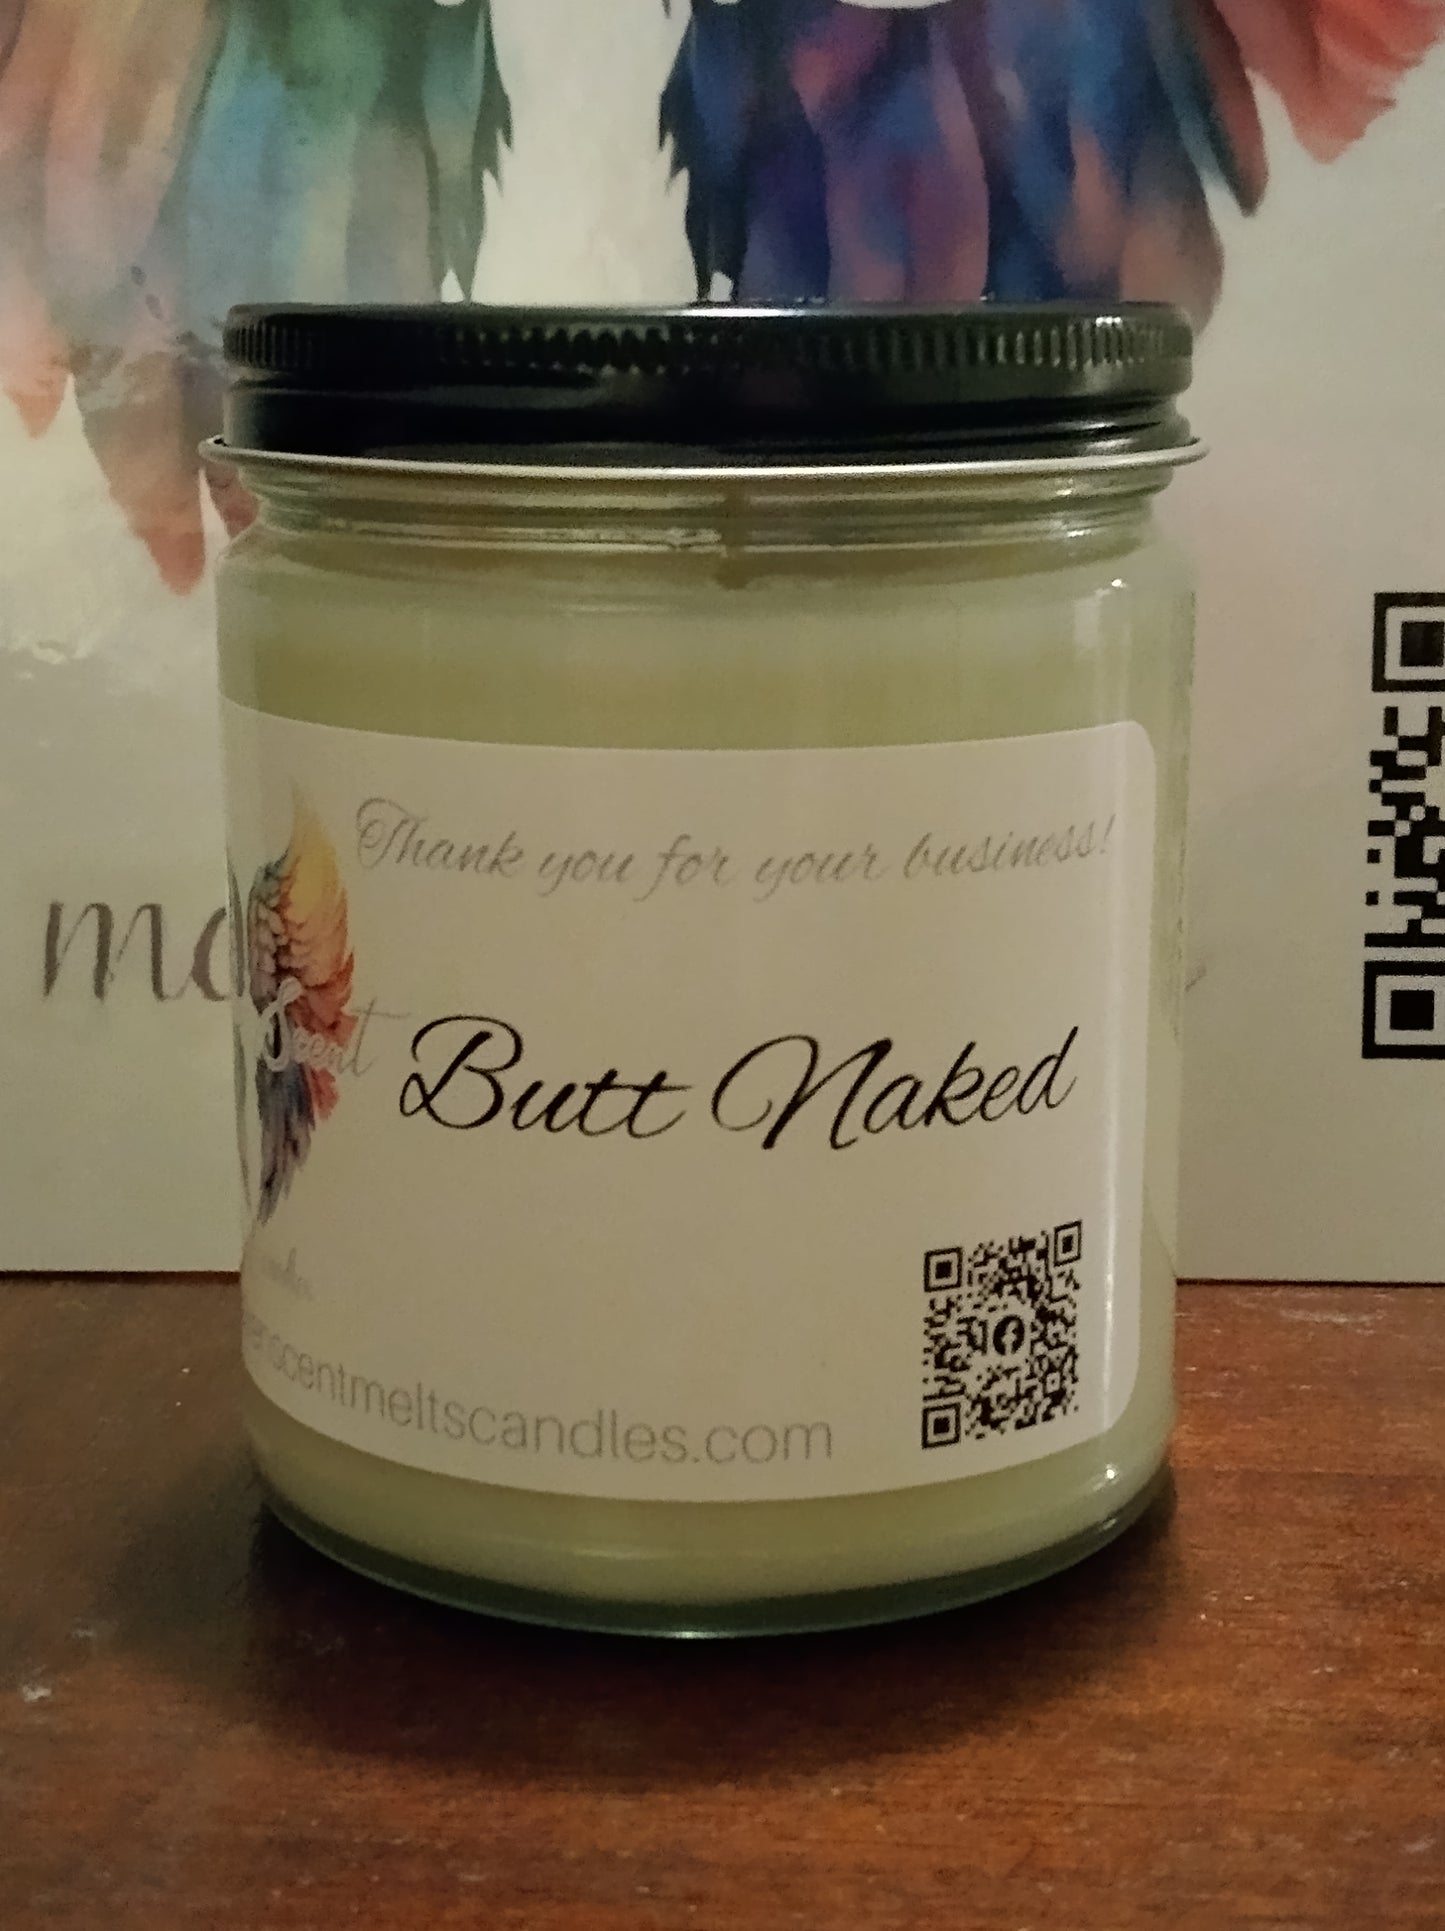 Thank you for your business!
Scent
Butt Naked
scentmeltscandles.com